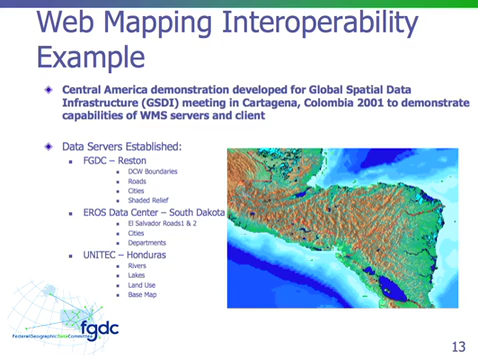 Web Mapping Interoperability
Example
Central America demonstration developed for Global Spatial Data
Infrastructure (GSDI) meeting in Cartagena, Colombia 2001 to demonstrate
capabilities of WMS servers and client
Data Servers Established:
FGDC – Reston
DCW Boundaries
Roads
Cities
Shaded Relief
EROS Data Center – South Dakota
El Salvador Roads1 & 2
Cities
Departments
UNITEC – Honduras
Rivers
Lakes
Land Use
Base Map
fgdc
FederalGeographicDataCommittee
13